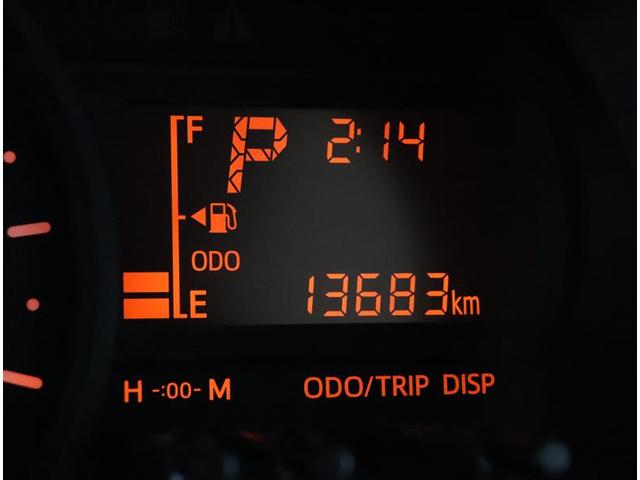 F P 2:14
ODO
E 13683km
H -:00- M ODO/TRIP DISP